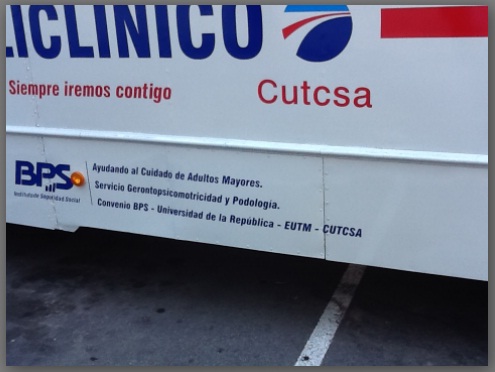 LICLINICO
Siempre iremos contigo
Cutcsa
BPS
Instituto de Seguridad Social
Ayudando al Cuidado de Adultos Mayores.
Servicio Gerontopsicomotricidad y Podología.
Convenio BPS - Universidad de la República - EUTM - CUTCSA